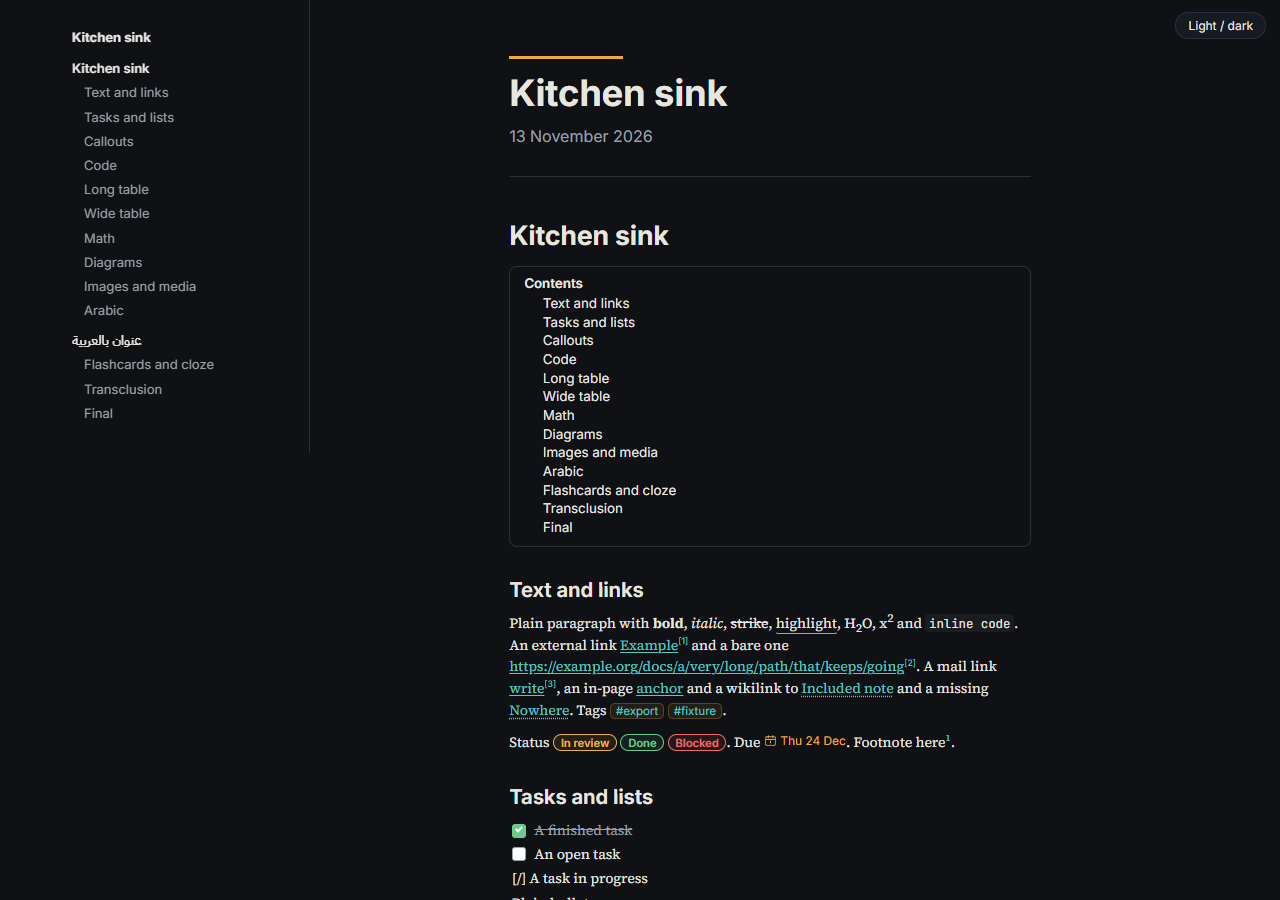 Kitchen sink
Kitchen sink
Text and links
Tasks and lists
Callouts
Code
Long table
Wide table
Math
Diagrams
Images and media
Arabic
عنوان بالعربية
Flashcards and cloze
Transclusion
Final
Light / dark
Kitchen sink
13 November 2026
Kitchen sink
Contents
Text and links
Tasks and lists
Callouts
Code
Long table
Wide table
Math
Diagrams
Images and media
Arabic
Flashcards and cloze
Transclusion
Final
Text and links
Plain paragraph with bold, italic, strike, highlight, H2O, x2 and inline code.
An external link Example[1] and a bare one
https://example.org/docs/a/very/long/path/that/keeps/going[2]. A mail link
write[3], an in-page anchor and a wikilink to Included note and a missing
Nowhere. Tags #export #fixture.
Status In review Done Blocked. Due Thu 24 Dec. Footnote here1.
Tasks and lists
A finished task
An open task
[/] A task in progress